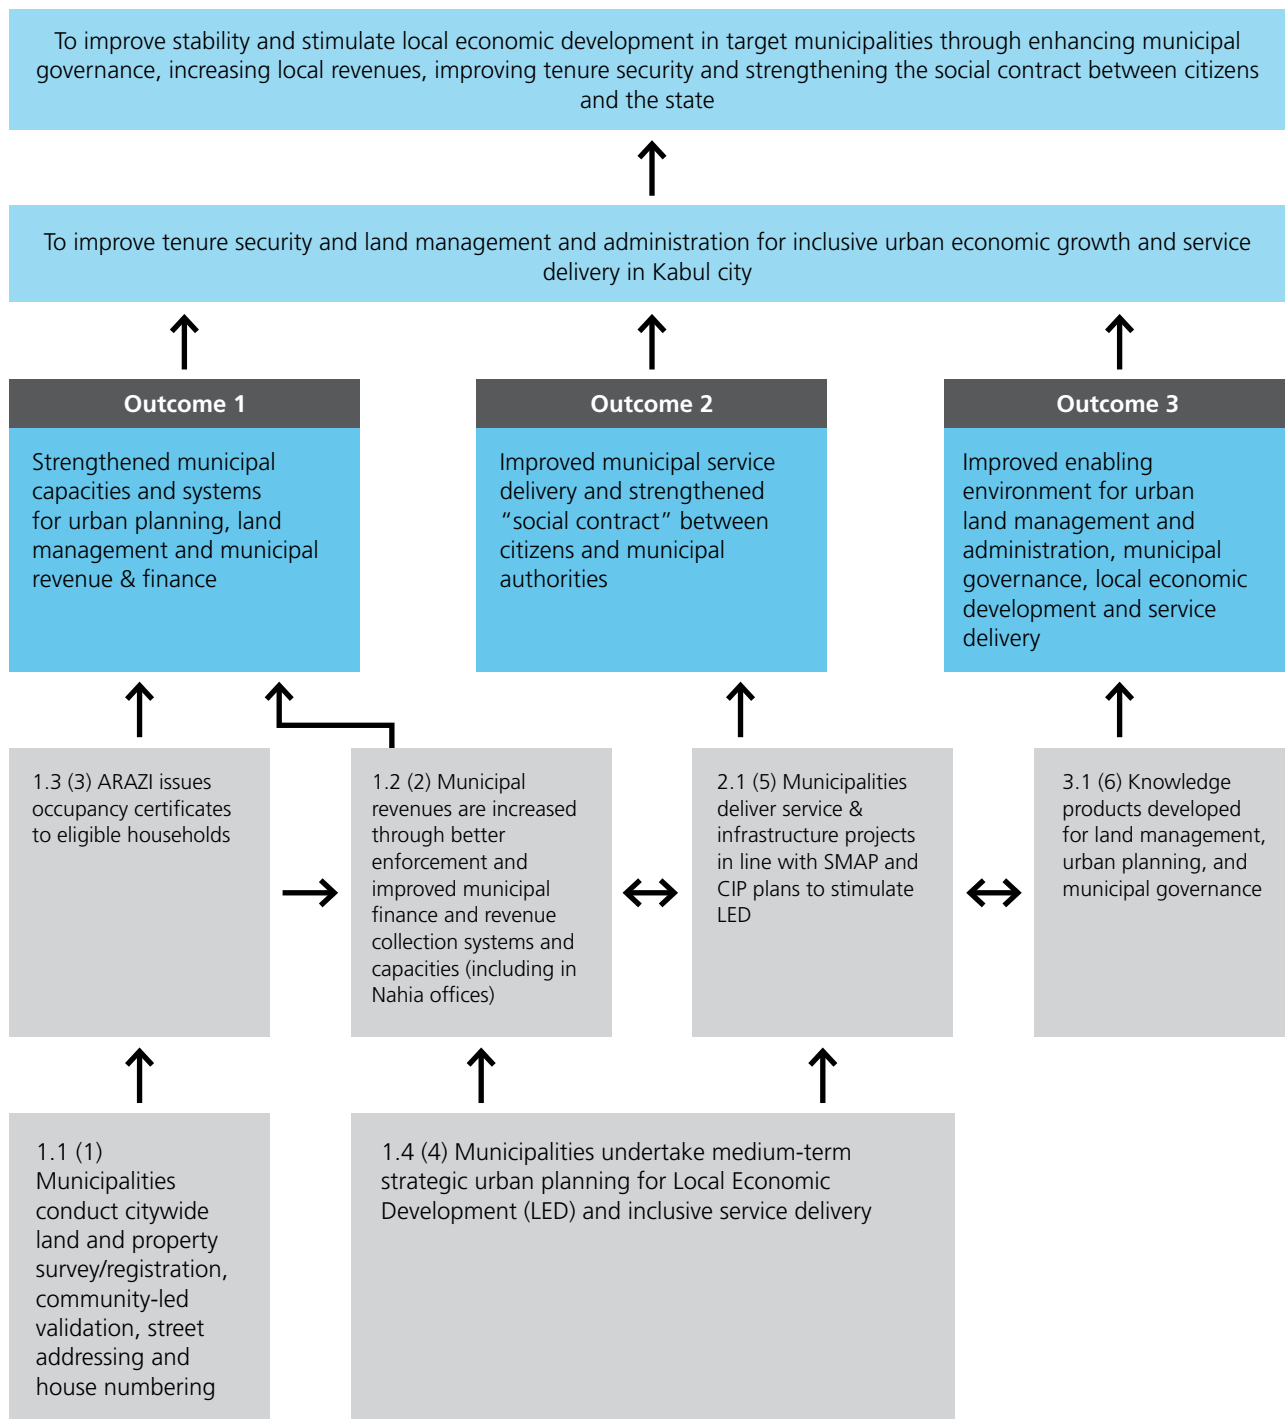 To improve stability and stimulate local economic development in target municipalities through enhancing municipal
governance, increasing local revenues, improving tenure security and strengthening the social contract between citizens
and the state
To improve tenure security and land management and administration for inclusive urban economic growth and service
delivery in Kabul city
Outcome 1
Strengthened municipal
capacities and systems
for urban planning, land
management and municipal
revenue & finance
Outcome 2
Improved municipal service
delivery and strengthened
“social contract” between
citizens and municipal
authorities
Outcome 3
Improved enabling
environment for urban
land management and
administration, municipal
governance, local economic
development and service
delivery
1.3 (3) ARAZI issues
occupancy certificates
to eligible households
1.2 (2) Municipal
revenues are increased
through better
enforcement and
improved municipal
finance and revenue
collection systems and
capacities (including in
Nahia offices)
2.1 (5) Municipalities
deliver service &
infrastructure projects
in line with SMAP and
CIP plans to stimulate
LED
3.1 (6) Knowledge
products developed
for land management,
urban planning, and
municipal governance
1.1 (1)
Municipalities
conduct citywide
land and property
survey/registration,
community-led
validation, street
addressing and
house numbering
1.4 (4) Municipalities undertake medium-term
strategic urban planning for Local Economic
Development (LED) and inclusive service delivery